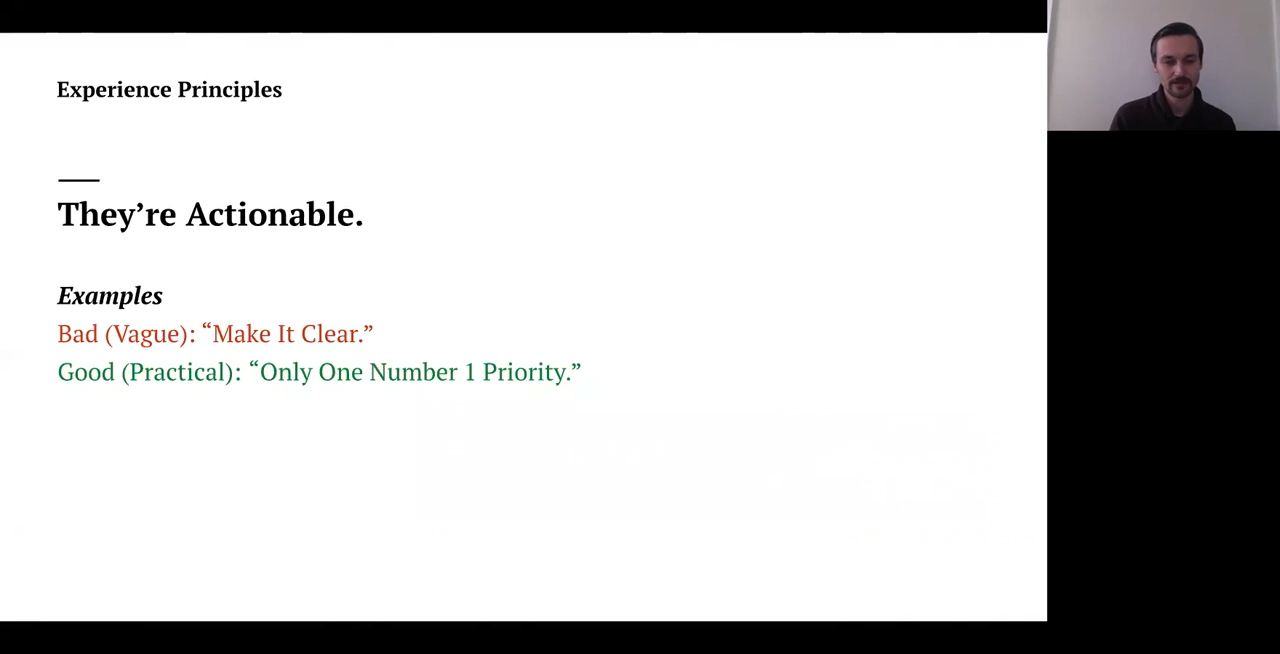 Experience Principles
They’re Actionable.
Examples
Bad (Vague): “Make It Clear.”
Good (Practical): “Only One Number 1 Priority.”